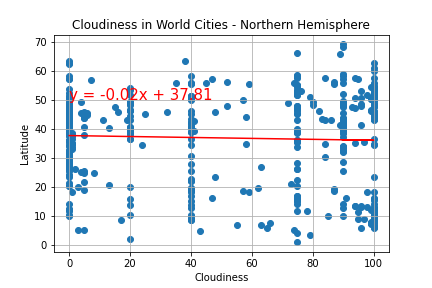 Cloudiness in World Cities - Northern Hemisphere
70
60
50
40
30
20
10
0
Latitude
y = -0.02x + 37.81
0 20 40 60 80 100
Cloudiness